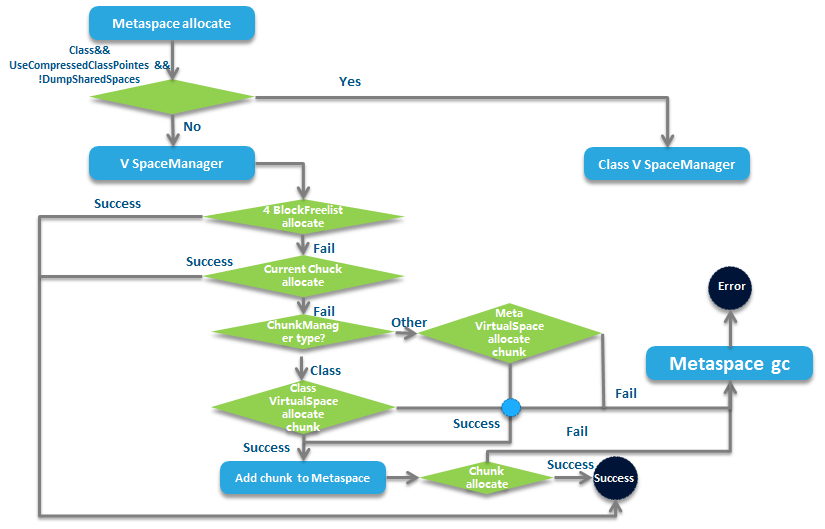 Metaspace allocate
Class&&
UseCompressedClassPointes &&
!DumpSharedSpaces
Yes
No
V SpaceManager
Class V SpaceManager
Success
4 BlockFreelist
allocate
Fail
Success
Current Chuck
allocate
Error
Fail
Other
ChunkManag
er type?
Meta
VirtualSpace
allocate
chunk
Metaspace gc
Class
Class
VirtualSpace
allocate
chunk
Fail
Success
Fail
Success
Add chunk to Metaspace
Chunk
allocate
Success
Success